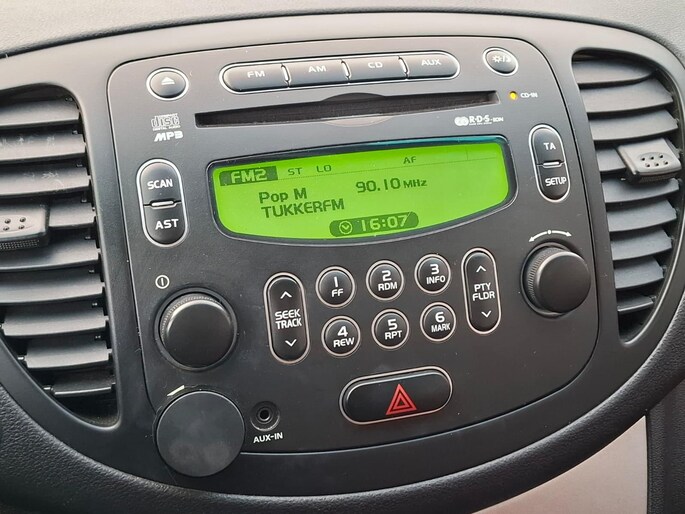 FM AM CD AUX
CD-IN
MP3
R·D·S
SCAN
AST
TA
SETUP
FM2 ST LO AF
Pop M 90.10 MHz
TUKKERFM
16:07
SEEK
TRACK
1
FF
2
RDM
3
INFO
4
REW
5
RPT
6
MARK
PTY
FLDR
AUX-IN